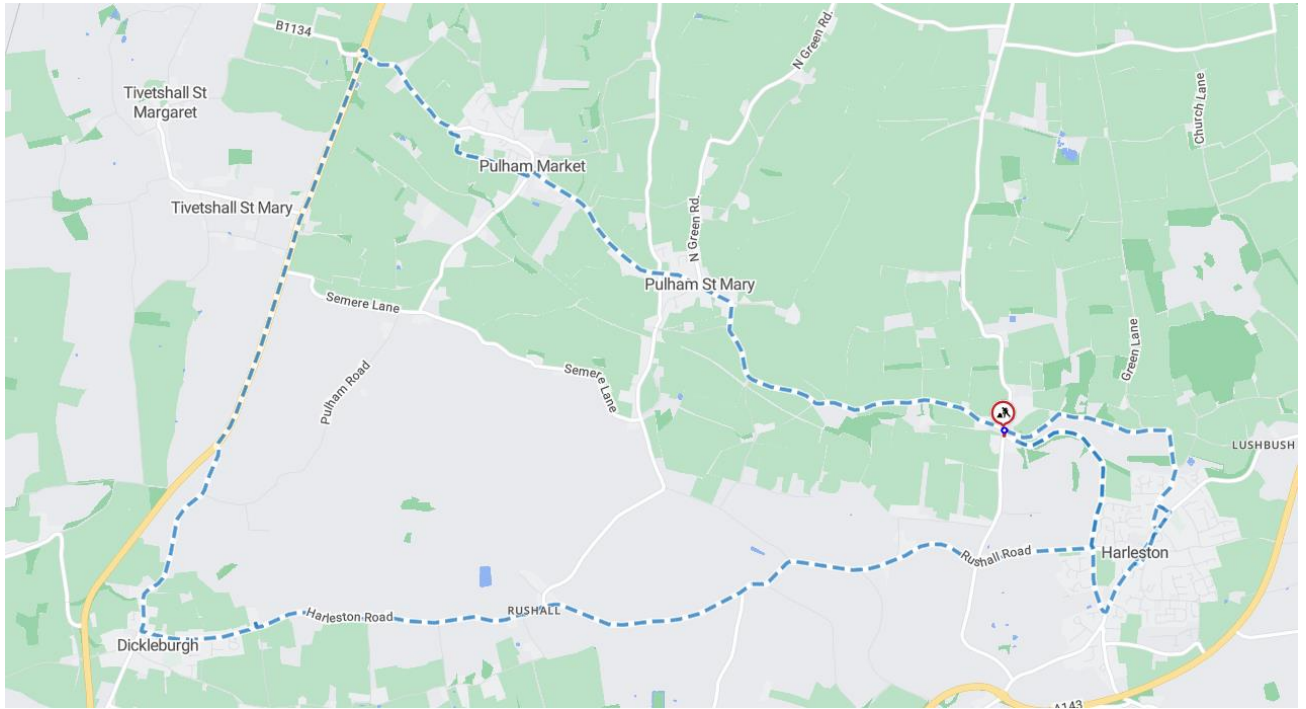 B1134
N Green Rd.
Tivetshall St
Margaret
Church Lane
Pulham Market
Tivetshall St Mary
N Green Rd.
Pulham St Mary
Semere Lane
Green Lane
Pulham Road
Semere Lane
LUSHBUSH
Rushall Road
Harleston
Harleston Road
RUSHALL
Dickleburgh
A143